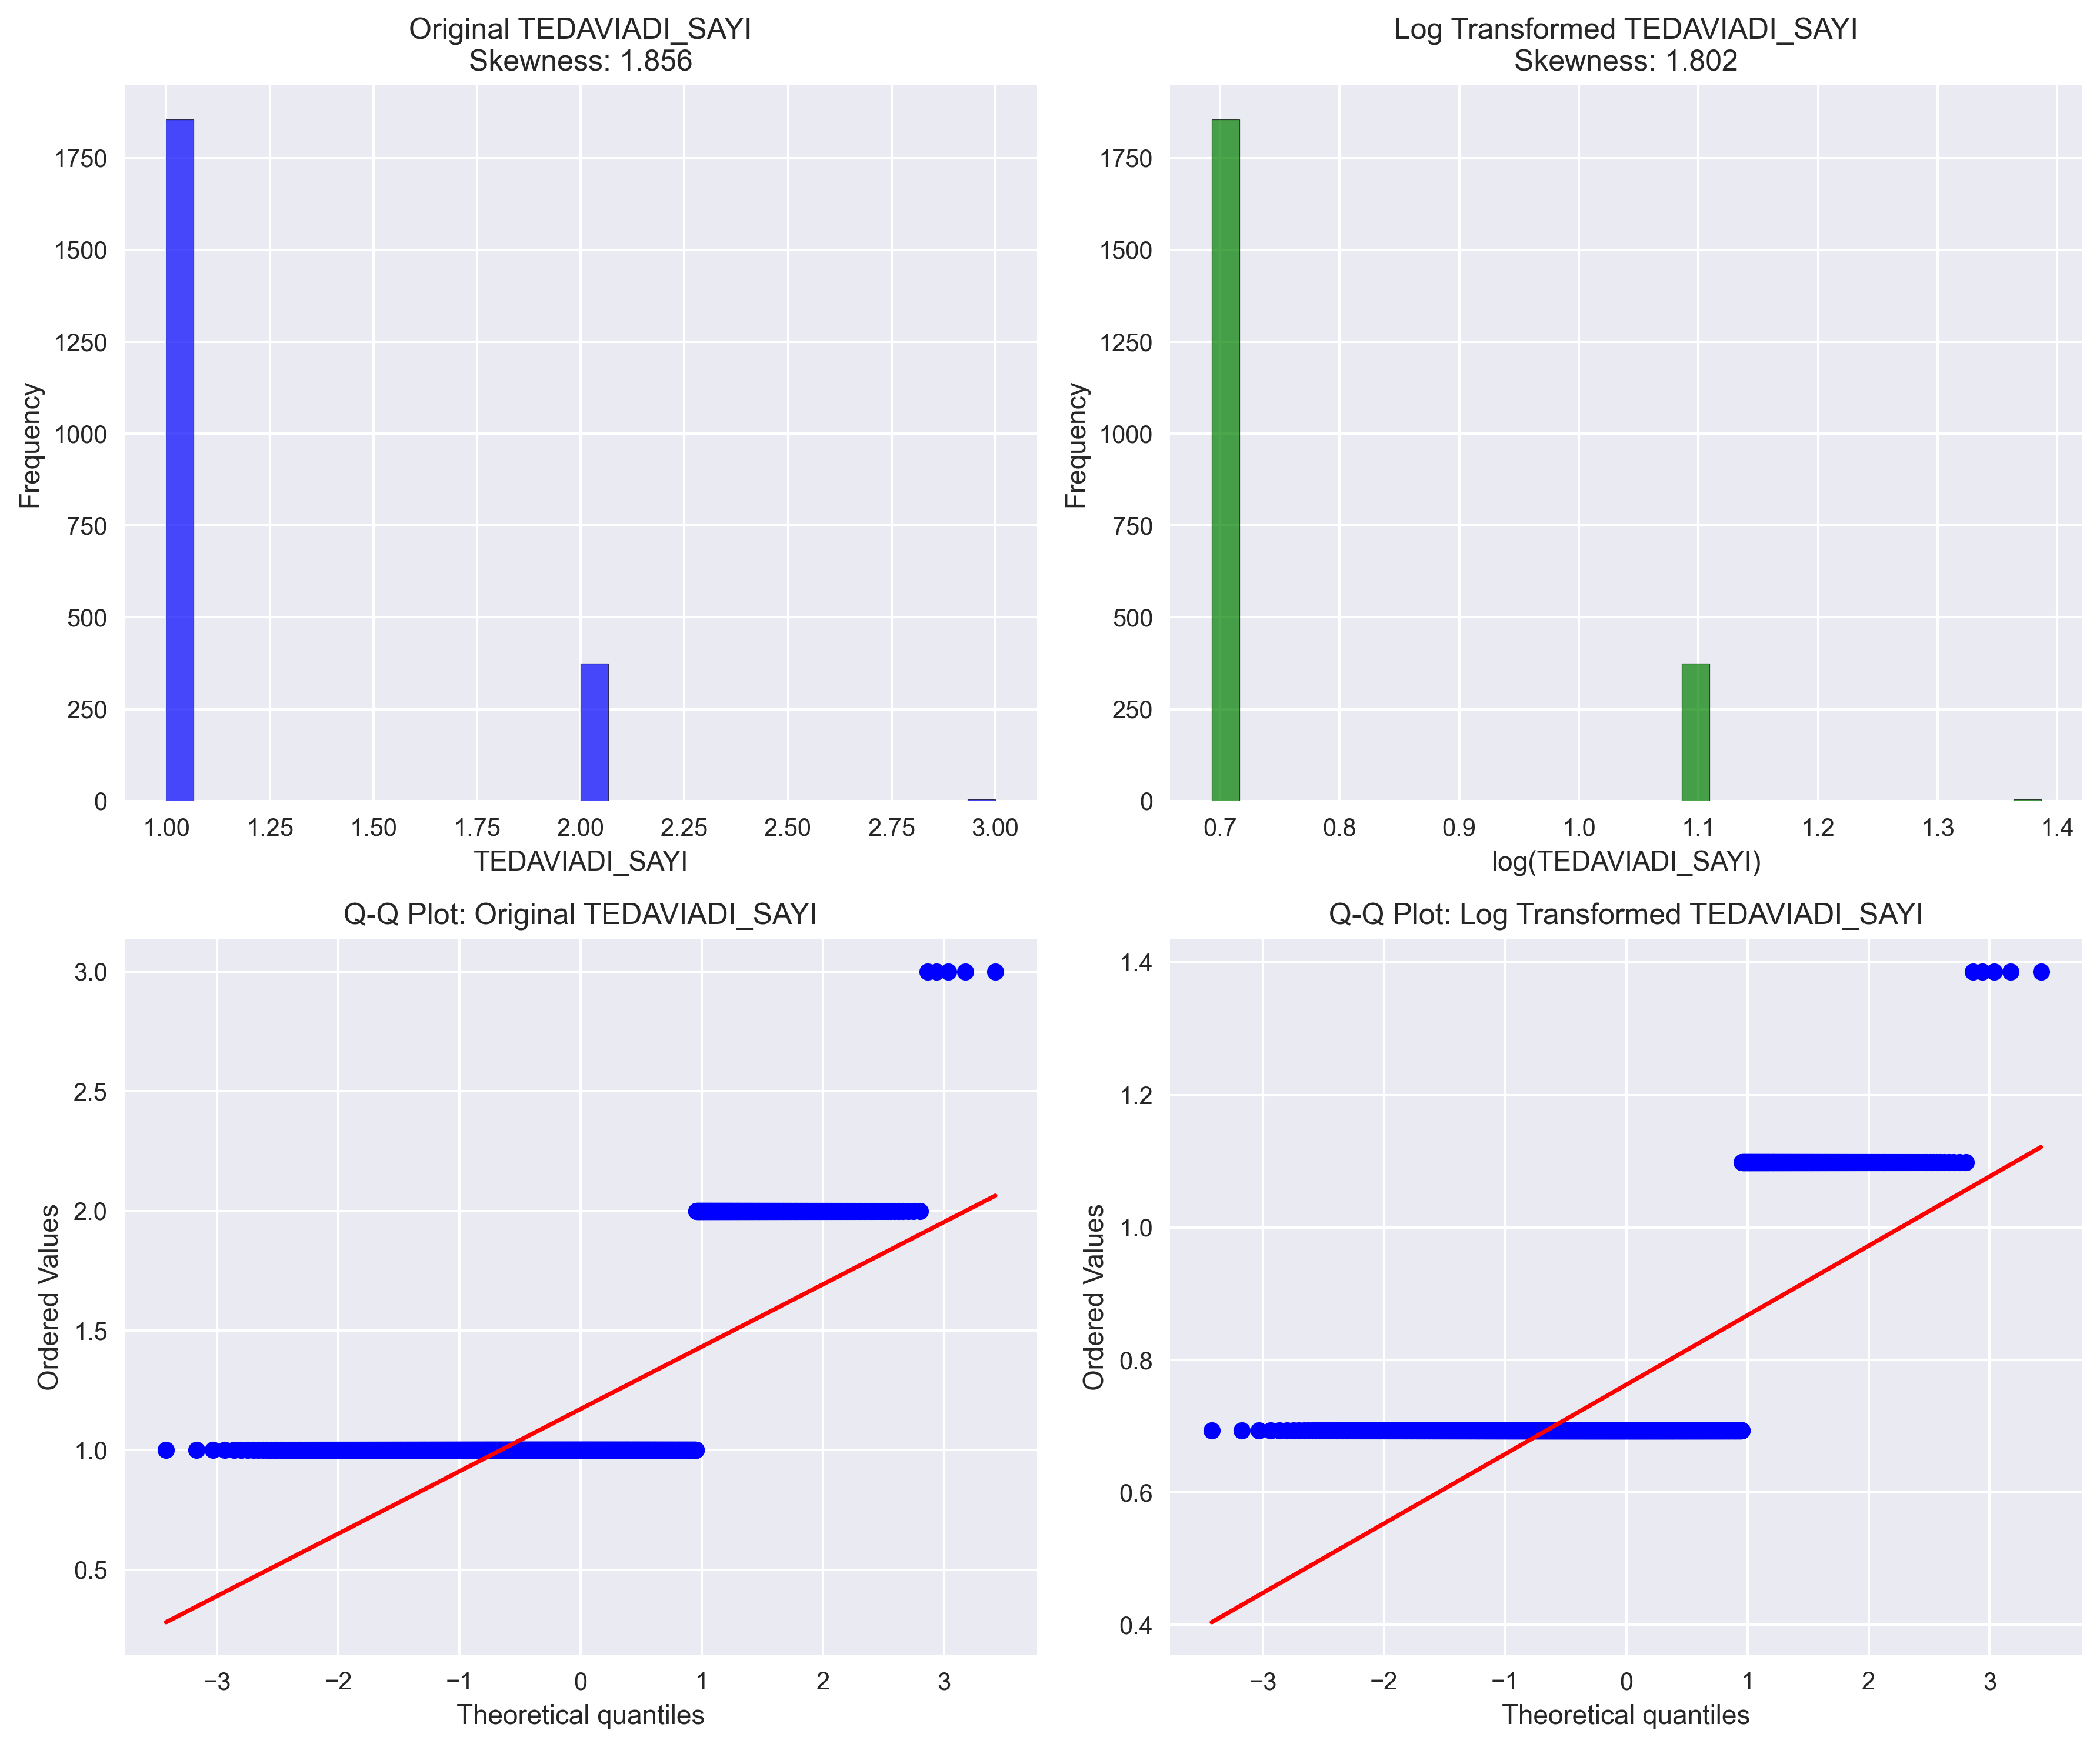 Original TEDAVIADI_SAYI
Skewness: 1.856
Frequency
1750
1500
1250
1000
750
500
250
0
1.00 1.25 1.50 1.75 2.00 2.25 2.50 2.75 3.00
TEDAVIADI_SAYI
Log Transformed TEDAVIADI_SAYI
Skewness: 1.802
Frequency
1750
1500
1250
1000
750
500
250
0
0.7 0.8 0.9 1.0 1.1 1.2 1.3 1.4
log(TEDAVIADI_SAYI)
Q-Q Plot: Original TEDAVIADI_SAYI
Ordered Values
3.0
2.5
2.0
1.5
1.0
0.5
−3 −2 −1 0 1 2 3
Theoretical quantiles
Q-Q Plot: Log Transformed TEDAVIADI_SAYI
Ordered Values
1.4
1.2
1.0
0.8
0.6
0.4
−3 −2 −1 0 1 2 3
Theoretical quantiles